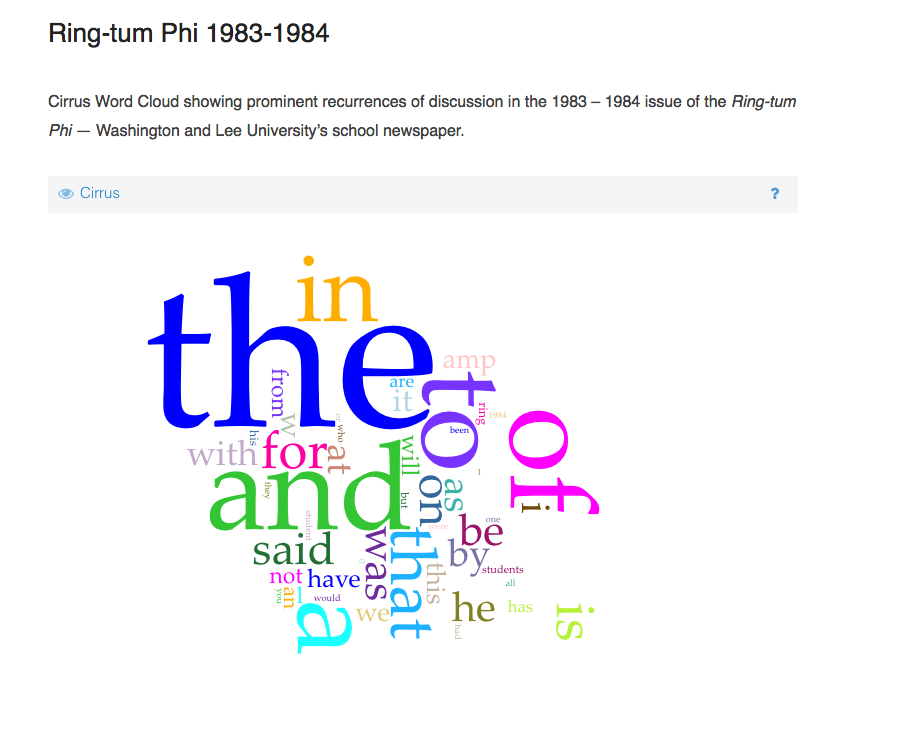 Ring-tum Phi 1983-1984
Cirrus Word Cloud showing prominent recurrences of discussion in the 1983 – 1984 issue of the Ring-tum
Phi — Washington and Lee University's school newspaper.
Cirrus ?
in
the
amp
are
to
from
it
ring
1984
w
or
who
been
his
of
with
for
at
will
1
and
they
but
on
as
i
student
were
one
be
said
was
that
by
students
this
not
have
all
you
an
l
would
a
we
he
has
is
had